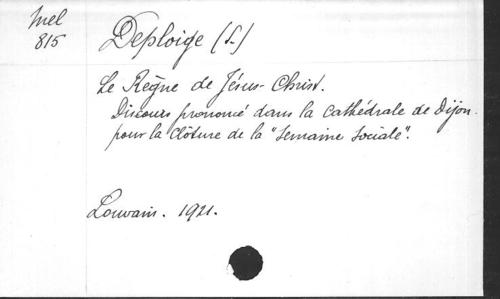 Mel
815
Deploige (S.)
Le Règne de Jésus-Christ.
Discours prononcé dans la Cathédrale de Dijon
pour la clôture de la "Semaine Sociale".
Louvain. 1921.